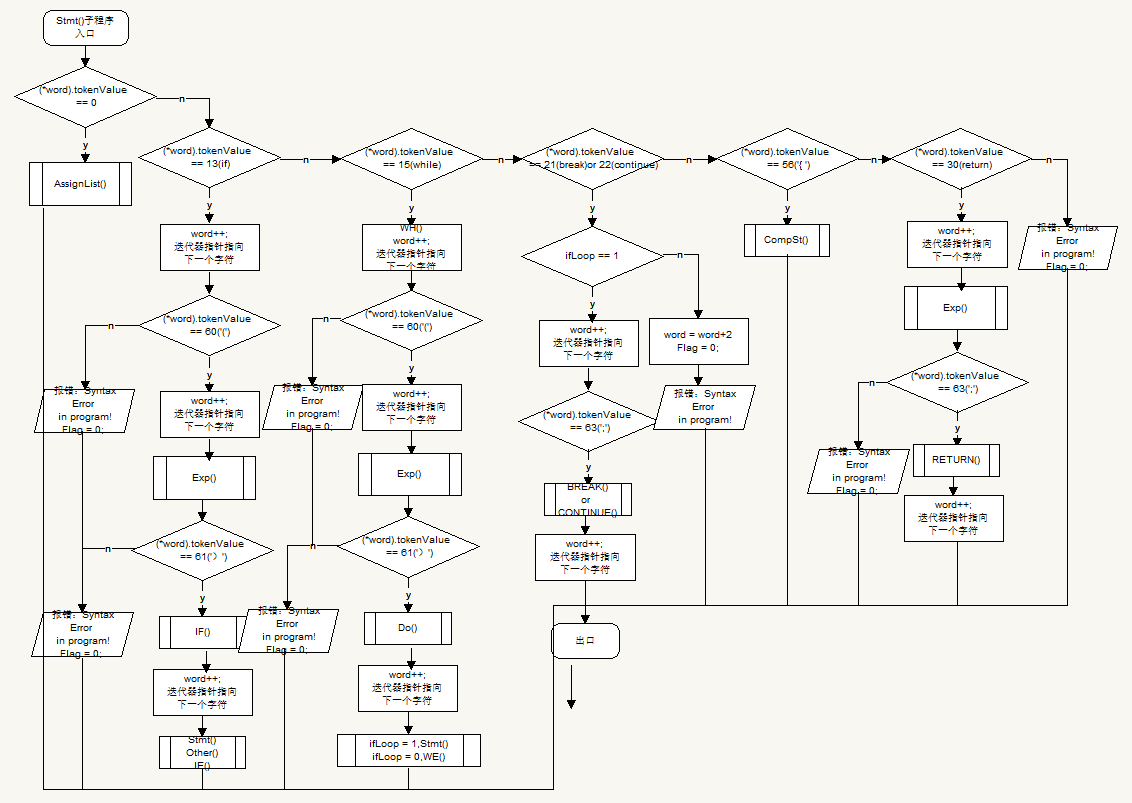 Stmt()子程序
入口
(*word).tokenValue
== 0
n
y
AssignList()
(*word).tokenValue
== 13(if)
n
y
word++;
迭代器指针指向
下一个字符
(*word).tokenValue
== 60('(')
n
报错：Syntax
Error
in program!
Flag = 0;
y
word++;
迭代器指针指向
下一个字符
Exp()
(*word).tokenValue
== 61('）')
n
报错：Syntax
Error
in program!
Flag = 0;
y
IF()
word++;
迭代器指针指向
下一个字符
Stmt()
Other()
IE()
(*word).tokenValue
== 15(while)
n
y
WH()
word++;
迭代器指针指向
下一个字符
(*word).tokenValue
== 60('(')
n
报错：Syntax
Error
in program!
Flag = 0;
y
word++;
迭代器指针指向
下一个字符
Exp()
(*word).tokenValue
== 61('）')
n
报错：Syntax
Error
in program!
Flag = 0;
y
Do()
word++;
迭代器指针指向
下一个字符
ifLoop = 1,Stmt()
ifLoop = 0,WE()
(*word).tokenValue
== 21(break)or 22(continue)
n
y
ifLoop == 1
n
word = word+2
Flag = 0;
报错：Syntax
Error
in program!
y
word++;
迭代器指针指向
下一个字符
(*word).tokenValue
== 63(';')
y
BREAK()
or
CONTINUE()
word++;
迭代器指针指向
下一个字符
出口
(*word).tokenValue
== 56('{ ')
n
y
CompSt()
(*word).tokenValue
== 30(return)
n
报错：Syntax
Error
in program!
Flag = 0;
y
word++;
迭代器指针指向
下一个字符
Exp()
(*word).tokenValue
== 63(';')
n
报错：Syntax
Error
in program!
Flag = 0;
y
RETURN()
word++;
迭代器指针指向
下一个字符